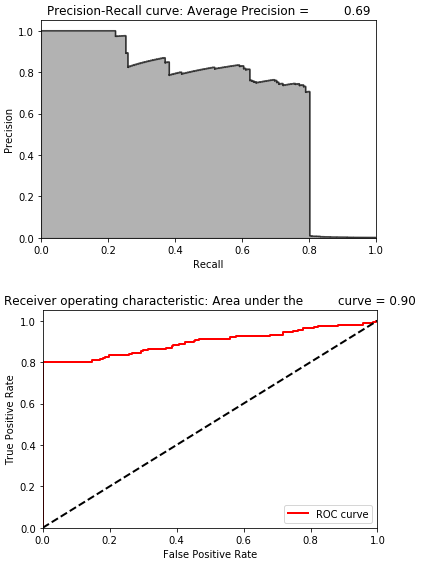 Precision-Recall curve: Average Precision = 0.69
1.0
0.8
0.6
0.4
0.2
0.0
Precision
0.0 0.2 0.4 0.6 0.8 1.0
Recall
Receiver operating characteristic: Area under the curve = 0.90
1.0
0.8
0.6
0.4
0.2
0.0
True Positive Rate
ROC curve
0.0 0.2 0.4 0.6 0.8 1.0
False Positive Rate